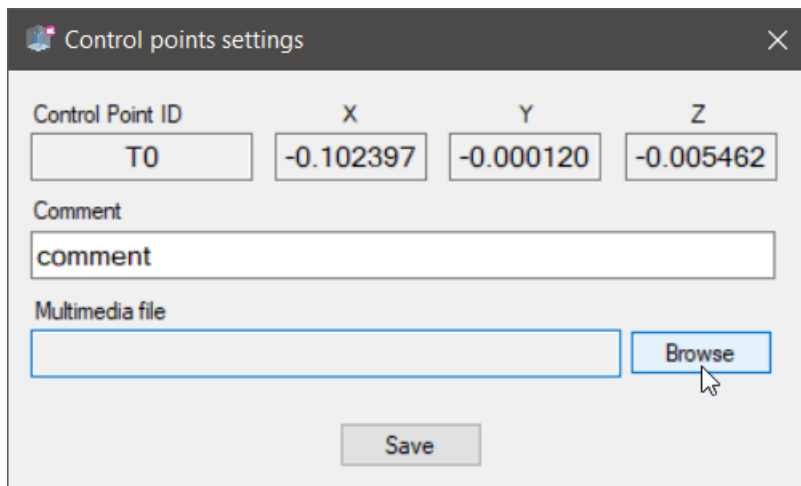 Control points settings
Control Point ID X Y Z
T0 -0.102397 -0.000120 -0.005462
Comment
comment
Multimedia file
Browse
Save